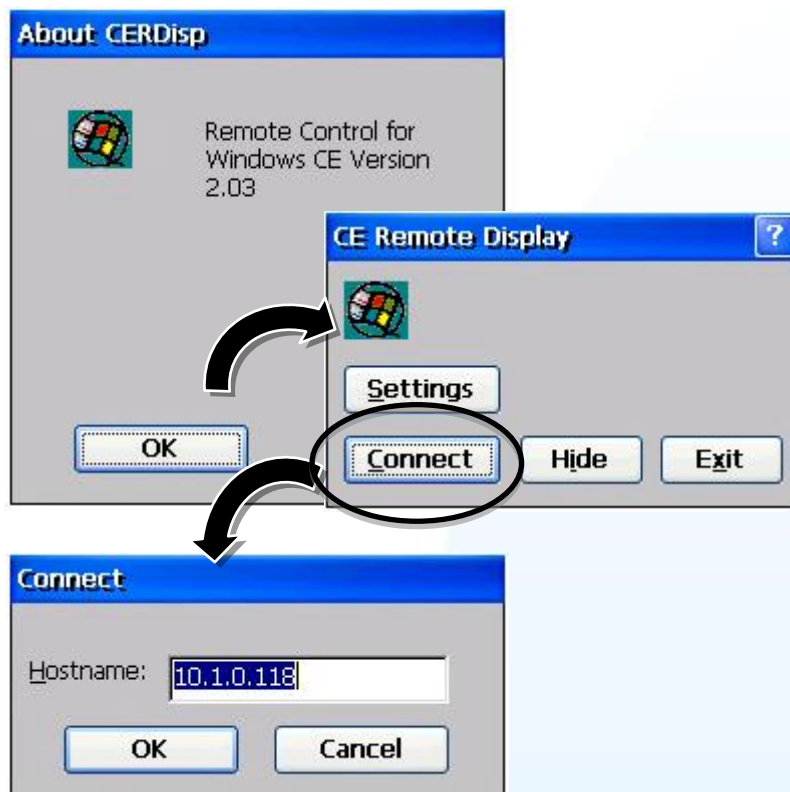 About CERDisp
Remote Control for
Windows CE Version
2.03
OK
CE Remote Display
?
Settings
Connect
Hide
Exit
Connect
Hostname:
10.1.0.118
OK
Cancel